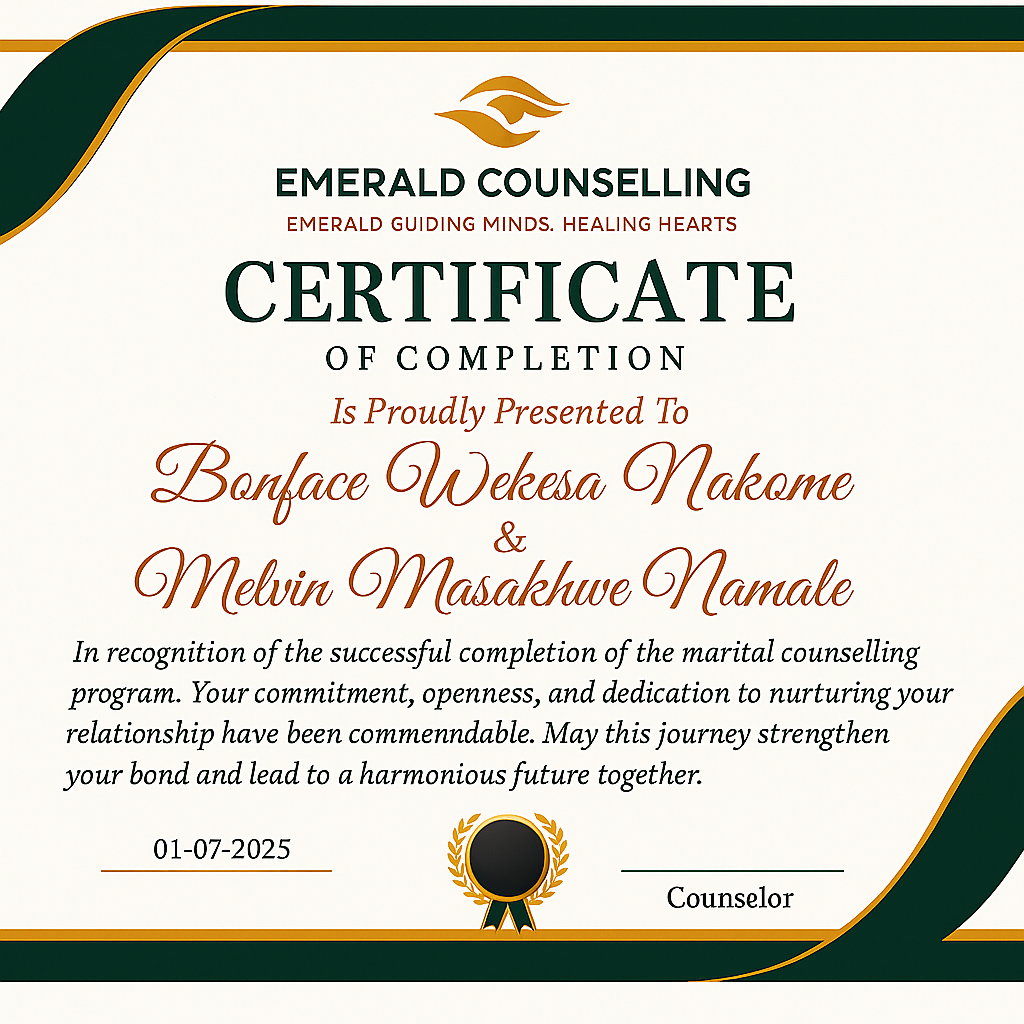 EMERALD COUNSELLING
EMERALD GUIDING MINDS. HEALING HEARTS
CERTIFICATE
OF COMPLETION
Is Proudly Presented To
Bonface Wekesa Nakome
&
Melvin Masakhwe Namale
In recognition of the successful completion of the marital counselling
program. Your commitment, openness, and dedication to nurturing your
relationship have been commenndable. May this journey strengthen
your bond and lead to a harmonious future together.
01-07-2025
Counselor